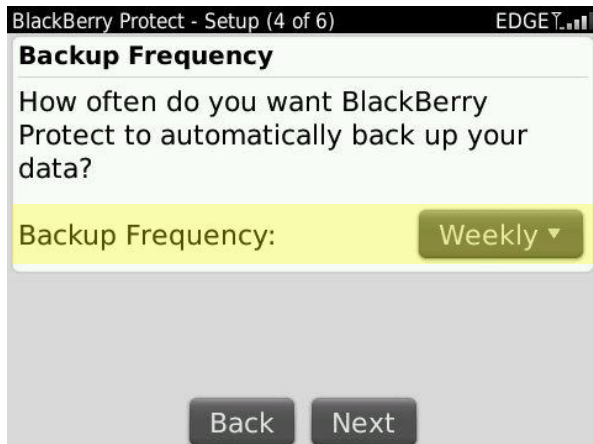 BlackBerry Protect - Setup (4 of 6) EDGE
Backup Frequency
How often do you want BlackBerry
Protect to automatically back up your
data?
Backup Frequency: Weekly
Back Next